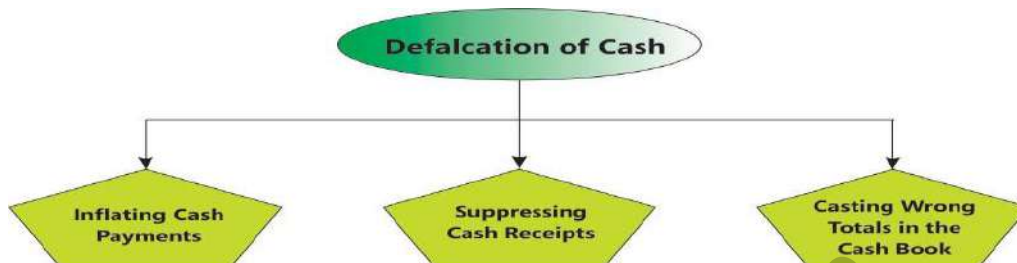 Defalcation of Cash
Inflating Cash
Payments
Suppressing
Cash Receipts
Casting Wrong
Totals in the
Cash Book